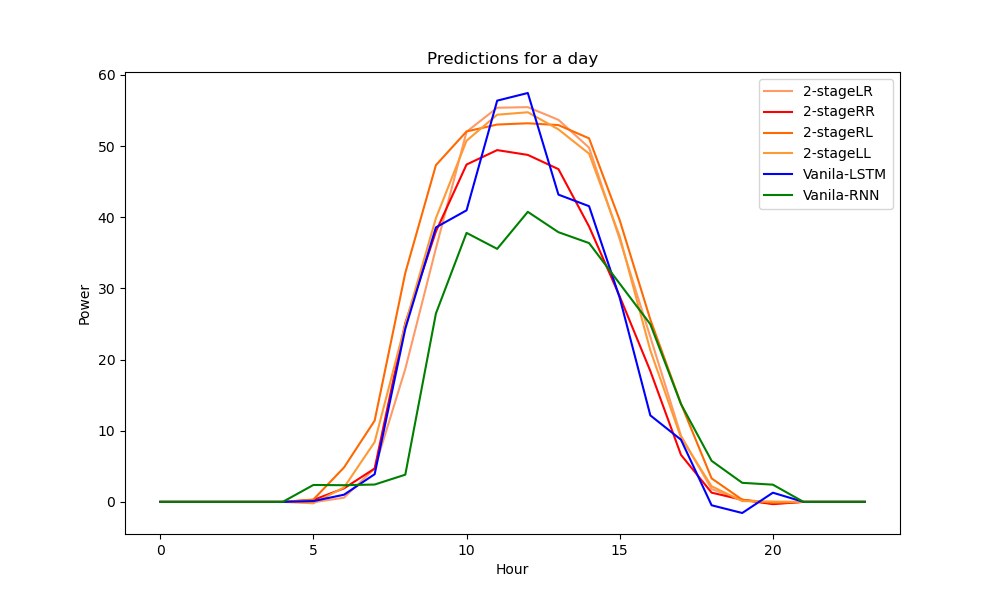 Predictions for a day
60
50
40
30
20
10
0
Power
0 5 10 15 20
Hour
2-stageLR
2-stageRR
2-stageRL
2-stageLL
Vanila-LSTM
Vanila-RNN